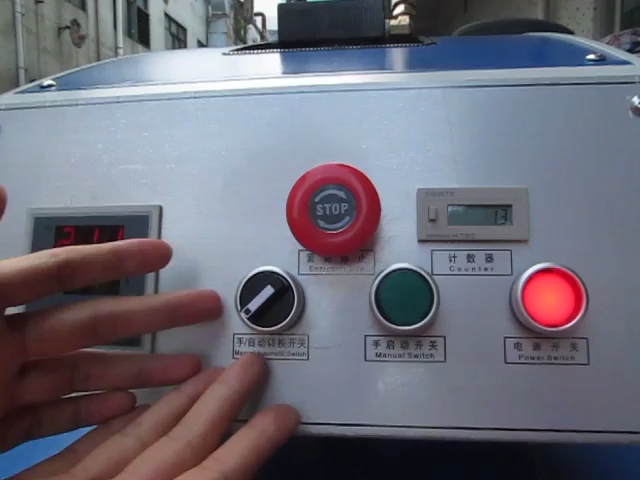 211
STOP
13
计数器
Counter
手/自动转换开关
手启动开关
Manual Switch
电源开关
Power Switch